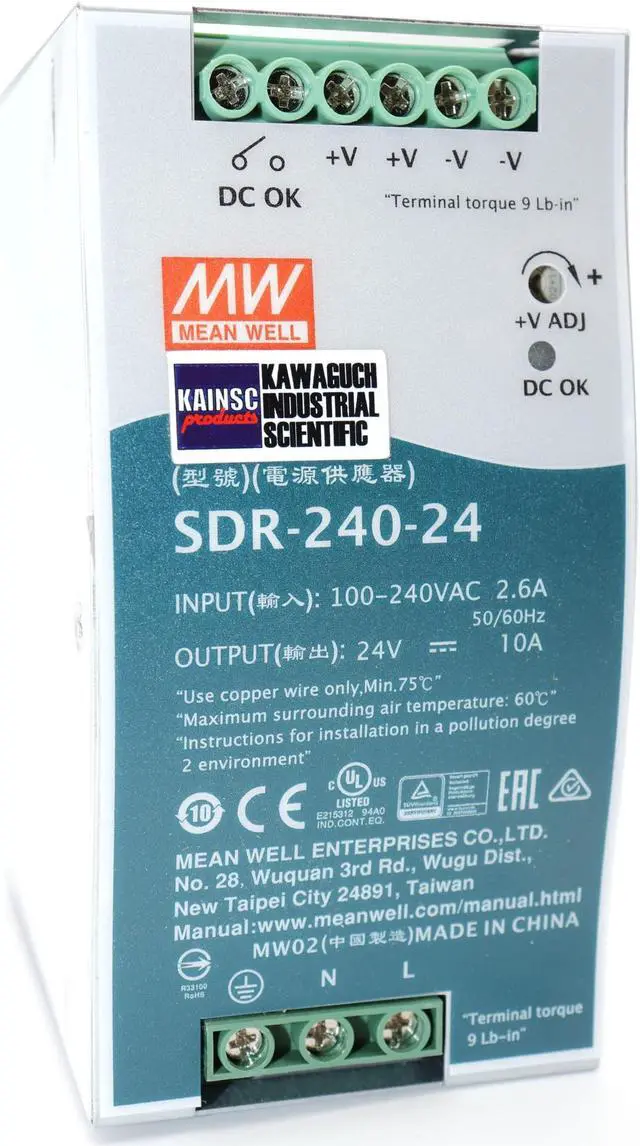 +V +V -V -V
DC OK
"Terminal torque 9 Lb-in"
MW
MEAN WELL
+
+V ADJ
DC OK
KAINSC
products
KAWAGUCH
INDUSTRIAL
SCIENTIFIC
(型號)(電源供應器)
SDR-240-24
INPUT(輸入): 100-240VAC 2.6A
50/60Hz
OUTPUT(輸出): 24V ⎓ 10A
"Use copper wire only,Min.75℃"
"Maximum surrounding air temperature: 60℃"
"Instructions for installation in a pollution degree
2 environment"
10 CE
c UL US
LISTED
E215312 94A0
IND.CONT.EQ.
EAC
MEAN WELL ENTERPRISES CO.,LTD.
No. 28, Wuquan 3rd Rd., Wugu Dist.,
New Taipei City 24891, Taiwan
Manual:www.meanwell.com/manual.html
MW02(中國製造)MADE IN CHINA
R33100
RoHS
N L
"Terminal torque
9 Lb-in"